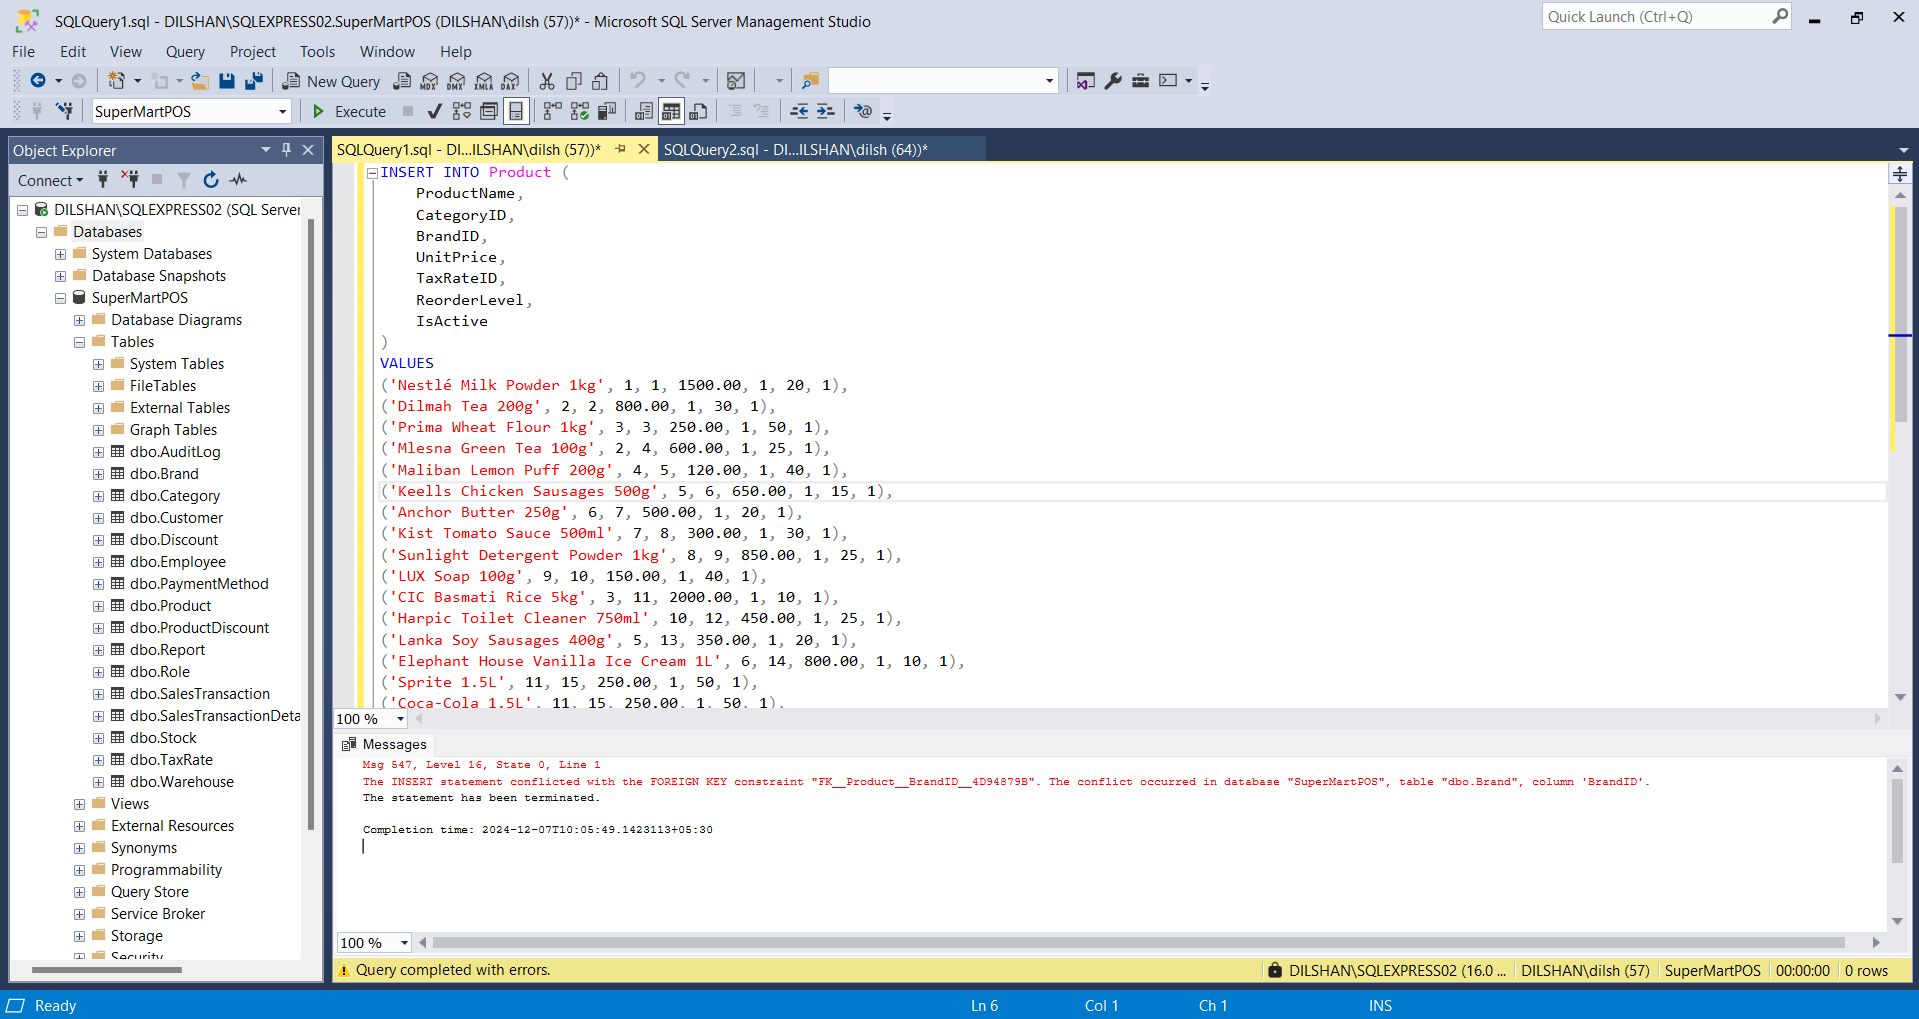 SQLQuery1.sql - DILSHAN\SQLEXPRESS02.SuperMartPOS (DILSHAN\dilsh (57))* - Microsoft SQL Server Management Studio
Quick Launch (Ctrl+Q)
File Edit View Query Project Tools Window Help
New Query MDX DMX XMLA DAX
SuperMartPOS Execute
Object Explorer
Connect
DILSHAN\SQLEXPRESS02 (SQL Server
Databases
System Databases
Database Snapshots
SuperMartPOS
Database Diagrams
Tables
System Tables
FileTables
External Tables
Graph Tables
dbo.AuditLog
dbo.Brand
dbo.Category
dbo.Customer
dbo.Discount
dbo.Employee
dbo.PaymentMethod
dbo.Product
dbo.ProductDiscount
dbo.Report
dbo.Role
dbo.SalesTransaction
dbo.SalesTransactionDeta
dbo.Stock
dbo.TaxRate
dbo.Warehouse
Views
External Resources
Synonyms
Programmability
Query Store
Service Broker
Storage
Security
SQLQuery1.sql - DI...ILSHAN\dilsh (57))* SQLQuery2.sql - DI...ILSHAN\dilsh (64))*
INSERT INTO Product (
ProductName,
CategoryID,
BrandID,
UnitPrice,
TaxRateID,
ReorderLevel,
IsActive
)
VALUES
('Nestlé Milk Powder 1kg', 1, 1, 1500.00, 1, 20, 1),
('Dilmah Tea 200g', 2, 2, 800.00, 1, 30, 1),
('Prima Wheat Flour 1kg', 3, 3, 250.00, 1, 50, 1),
('Mlesna Green Tea 100g', 2, 4, 600.00, 1, 25, 1),
('Maliban Lemon Puff 200g', 4, 5, 120.00, 1, 40, 1),
('Keells Chicken Sausages 500g', 5, 6, 650.00, 1, 15, 1),
('Anchor Butter 250g', 6, 7, 500.00, 1, 20, 1),
('Kist Tomato Sauce 500ml', 7, 8, 300.00, 1, 30, 1),
('Sunlight Detergent Powder 1kg', 8, 9, 850.00, 1, 25, 1),
('LUX Soap 100g', 9, 10, 150.00, 1, 40, 1),
('CIC Basmati Rice 5kg', 3, 11, 2000.00, 1, 10, 1),
('Harpic Toilet Cleaner 750ml', 10, 12, 450.00, 1, 25, 1),
('Lanka Soy Sausages 400g', 5, 13, 350.00, 1, 20, 1),
('Elephant House Vanilla Ice Cream 1L', 6, 14, 800.00, 1, 10, 1),
('Sprite 1.5L', 11, 15, 250.00, 1, 50, 1),
('Coca-Cola 1.5L', 11, 15, 250.00, 1, 50, 1),
100 %
Messages
Msg 547, Level 16, State 0, Line 1
The INSERT statement conflicted with the FOREIGN KEY constraint "FK__Product__BrandID__4D94879B". The conflict occurred in database "SuperMartPOS", table "dbo.Brand", column 'BrandID'.
The statement has been terminated.
Completion time: 2024-12-07T10:05:49.1423113+05:30
100 %
Query completed with errors. DILSHAN\SQLEXPRESS02 (16.0 ... DILSHAN\dilsh (57) SuperMartPOS 00:00:00 0 rows
Ready Ln 6 Col 1 Ch 1 INS